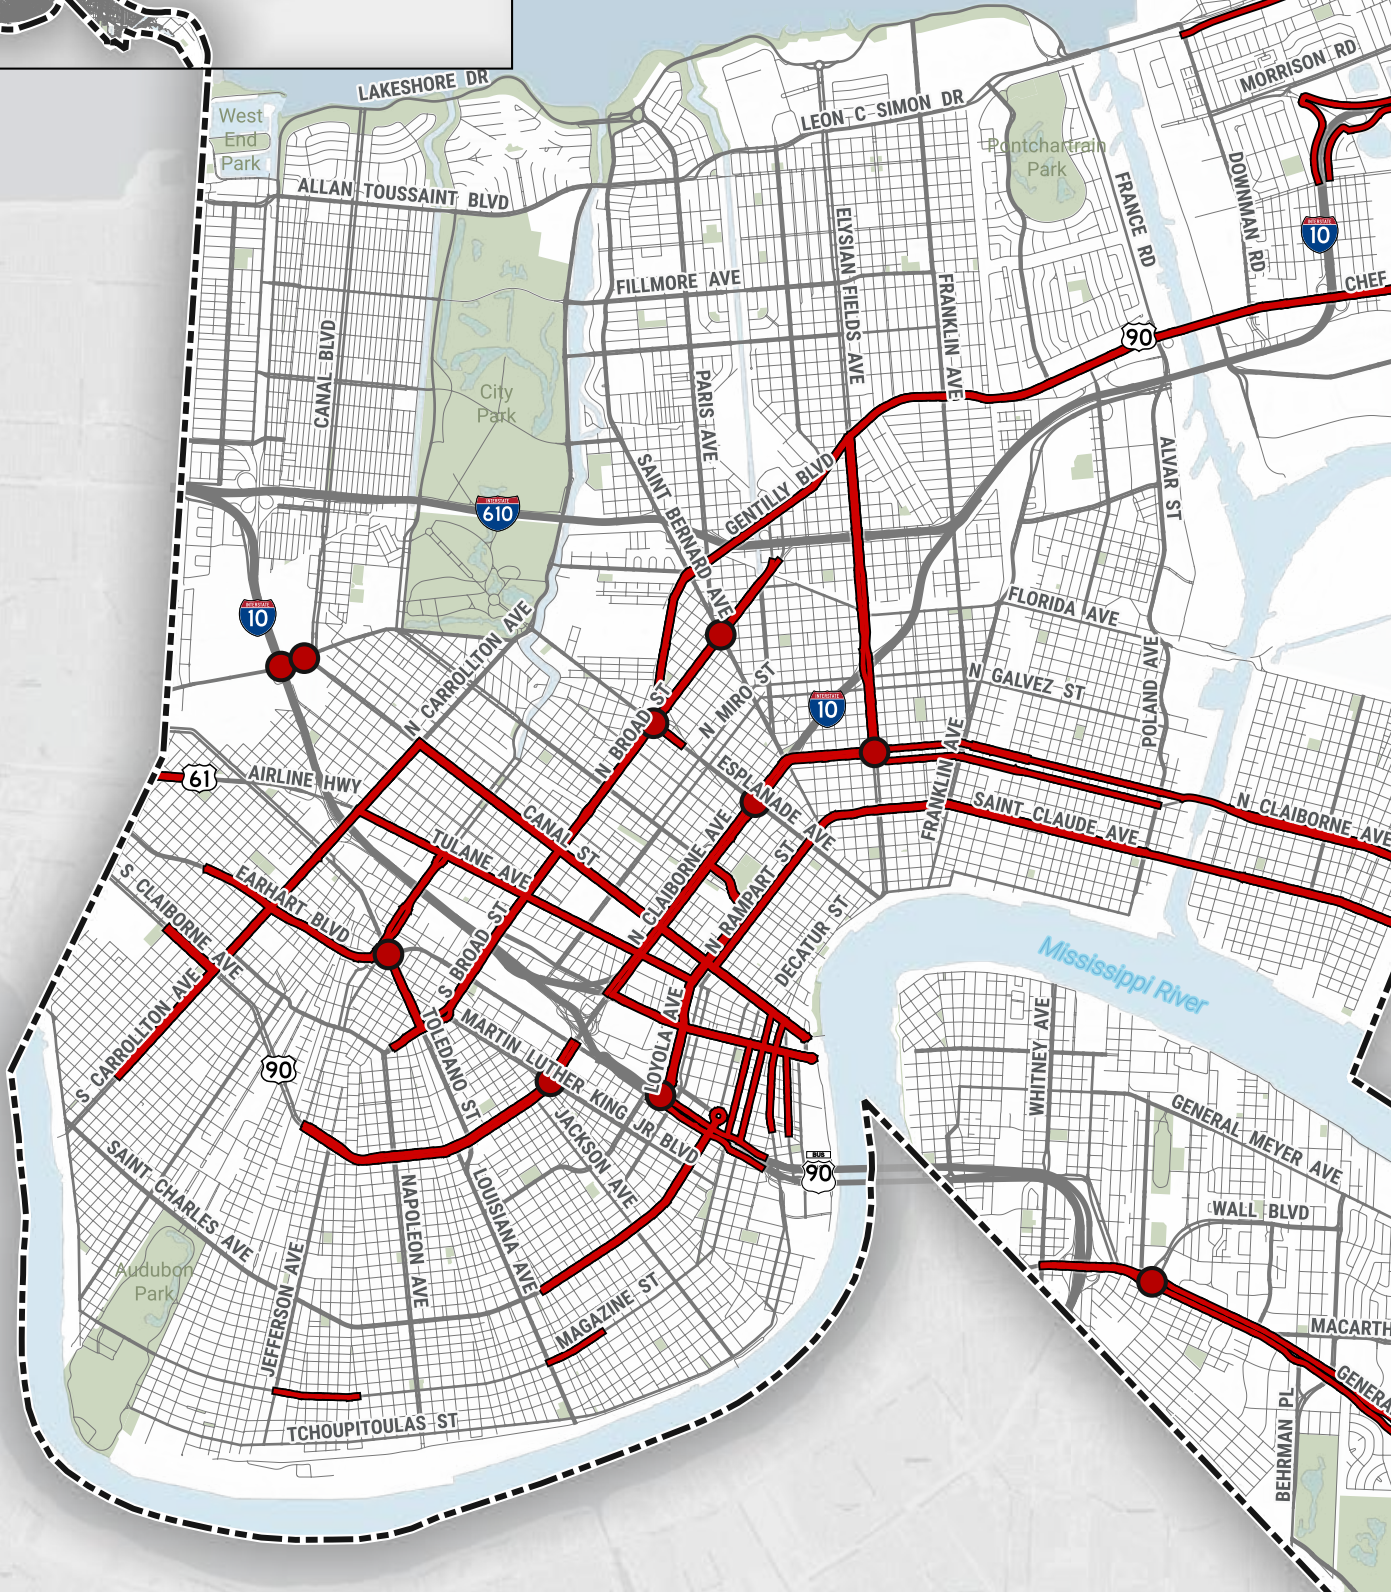 LAKESHORE DR
West
End
Park
ALLAN TOUSSAINT BLVD
LEON C SIMON DR
Pontchartrain
Park
MORRISON RD
DOWNMAN RD
FRANCE RD
INTERSTATE
10
CHEF
90
FILLMORE AVE
ELYSIAN FIELDS AVE
FRANKLIN AVE
CANAL BLVD
City
Park
PARIS AVE
SAINT BERNARD AVE
GENTILLY BLVD
ALVAR ST
INTERSTATE
610
INTERSTATE
10
FLORIDA AVE
N CARROLLTON AVE
N MIRO ST
N GALVEZ ST
POLAND AVE
INTERSTATE
10
N BROAD ST
61
AIRLINE HWY
ESPLANADE AVE
FRANKLIN AVE
N CLAIBORNE AVE
SAINT CLAUDE AVE
CANAL ST
TULANE AVE
N CLAIBORNE AVE
N RAMPART ST
S CLAIBORNE AVE
EARHART BLVD
S BROAD ST
DECATUR ST
Mississippi River
S CARROLLTON AVE
TOLEDANO ST
MARTIN LUTHER KING JR BLVD
LOYOLA AVE
WHITNEY AVE
90
JACKSON AVE
GENERAL MEYER AVE
BUS
90
SAINT CHARLES AVE
NAPOLEON AVE
LOUISIANA AVE
WALL BLVD
Audubon
Park
JEFFERSON AVE
MAGAZINE ST
MACARTH
GENERA
TCHOUPITOULAS ST
BEHRMAN PL